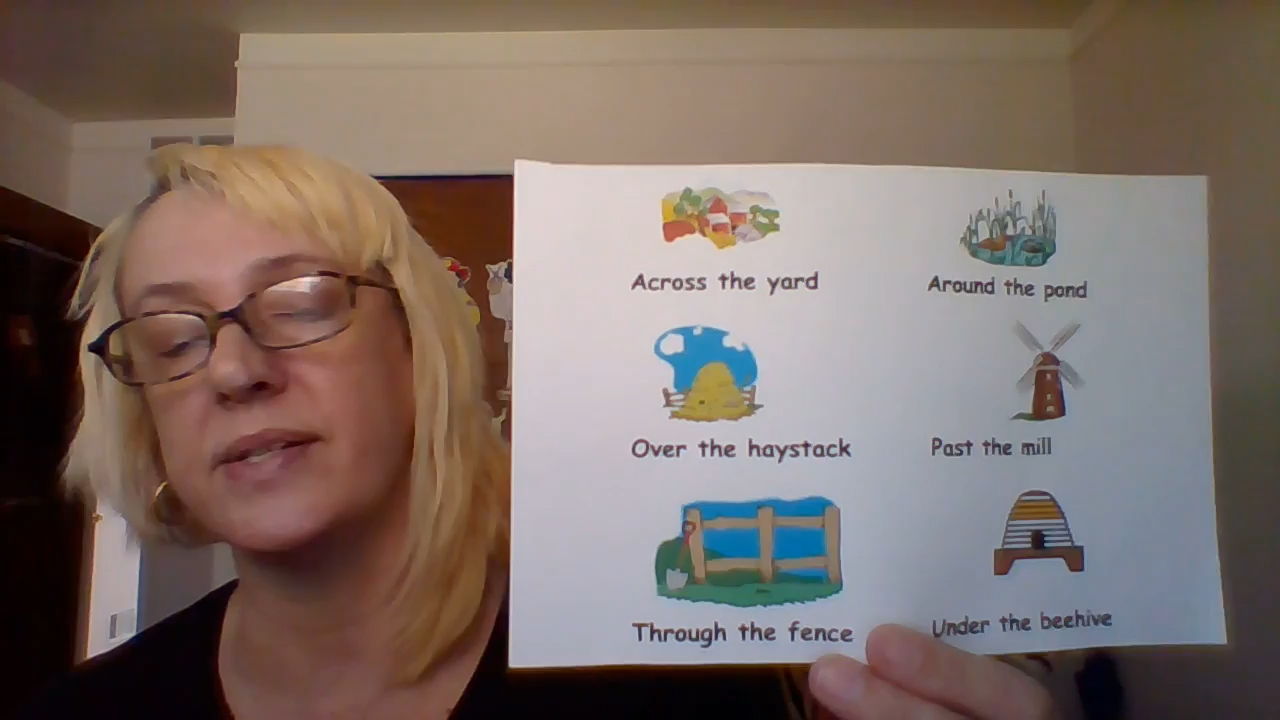 Across the yard
Around the pond
Over the haystack
Past the mill
Through the fence
Under the beehive